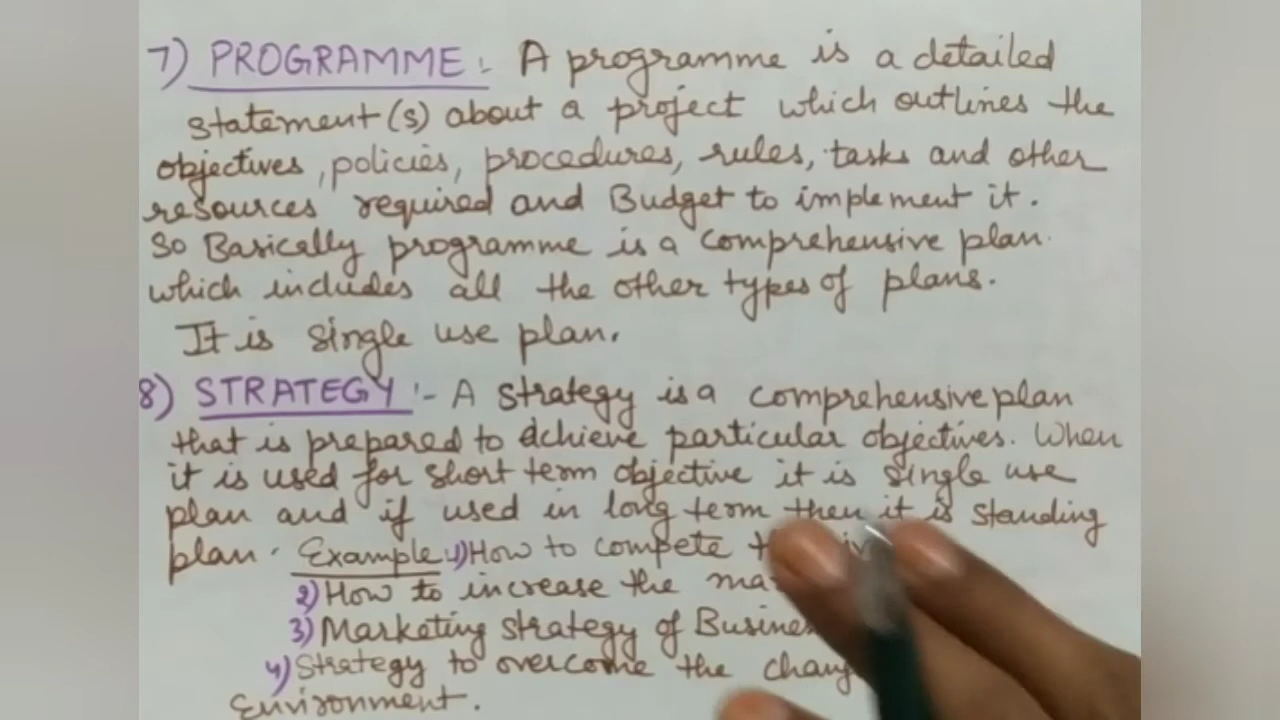 7) PROGRAMME :- A programme is a detailed
statement(s) about a project which outlines the
objectives, policies, procedures, rules, tasks and other
resources required and Budget to implement it.
So Basically programme is a comprehensive plan
which includes all the other types of plans.
It is single use plan.
8) STRATEGY :- A strategy is a comprehensive plan
that is prepared to achieve particular objectives. When
it is used for short term objective it is single use
plan and if used in long term then it is standing
plan. Example 1) How to compete
2) How to increase the
3) Marketing strategy of
4) Strategy to overcome the
Environment.